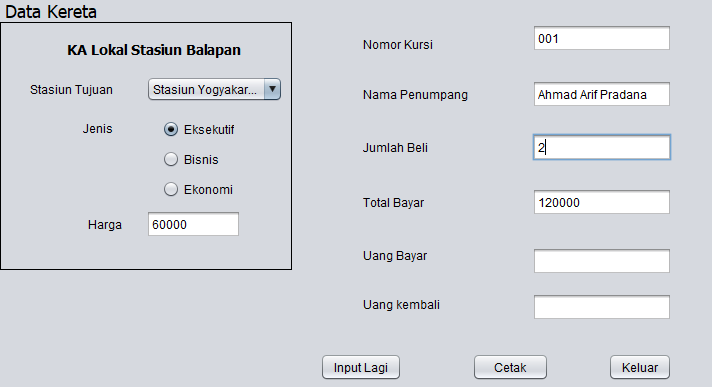 Data Kereta
KA Lokal Stasiun Balapan
Stasiun Tujuan Stasiun Yogyakar...
Jenis Eksekutif
Bisnis
Ekonomi
Harga 60000
Nomor Kursi 001
Nama Penumpang Ahmad Arif Pradana
Jumlah Beli 2
Total Bayar 120000
Uang Bayar
Uang kembali
Input Lagi Cetak Keluar